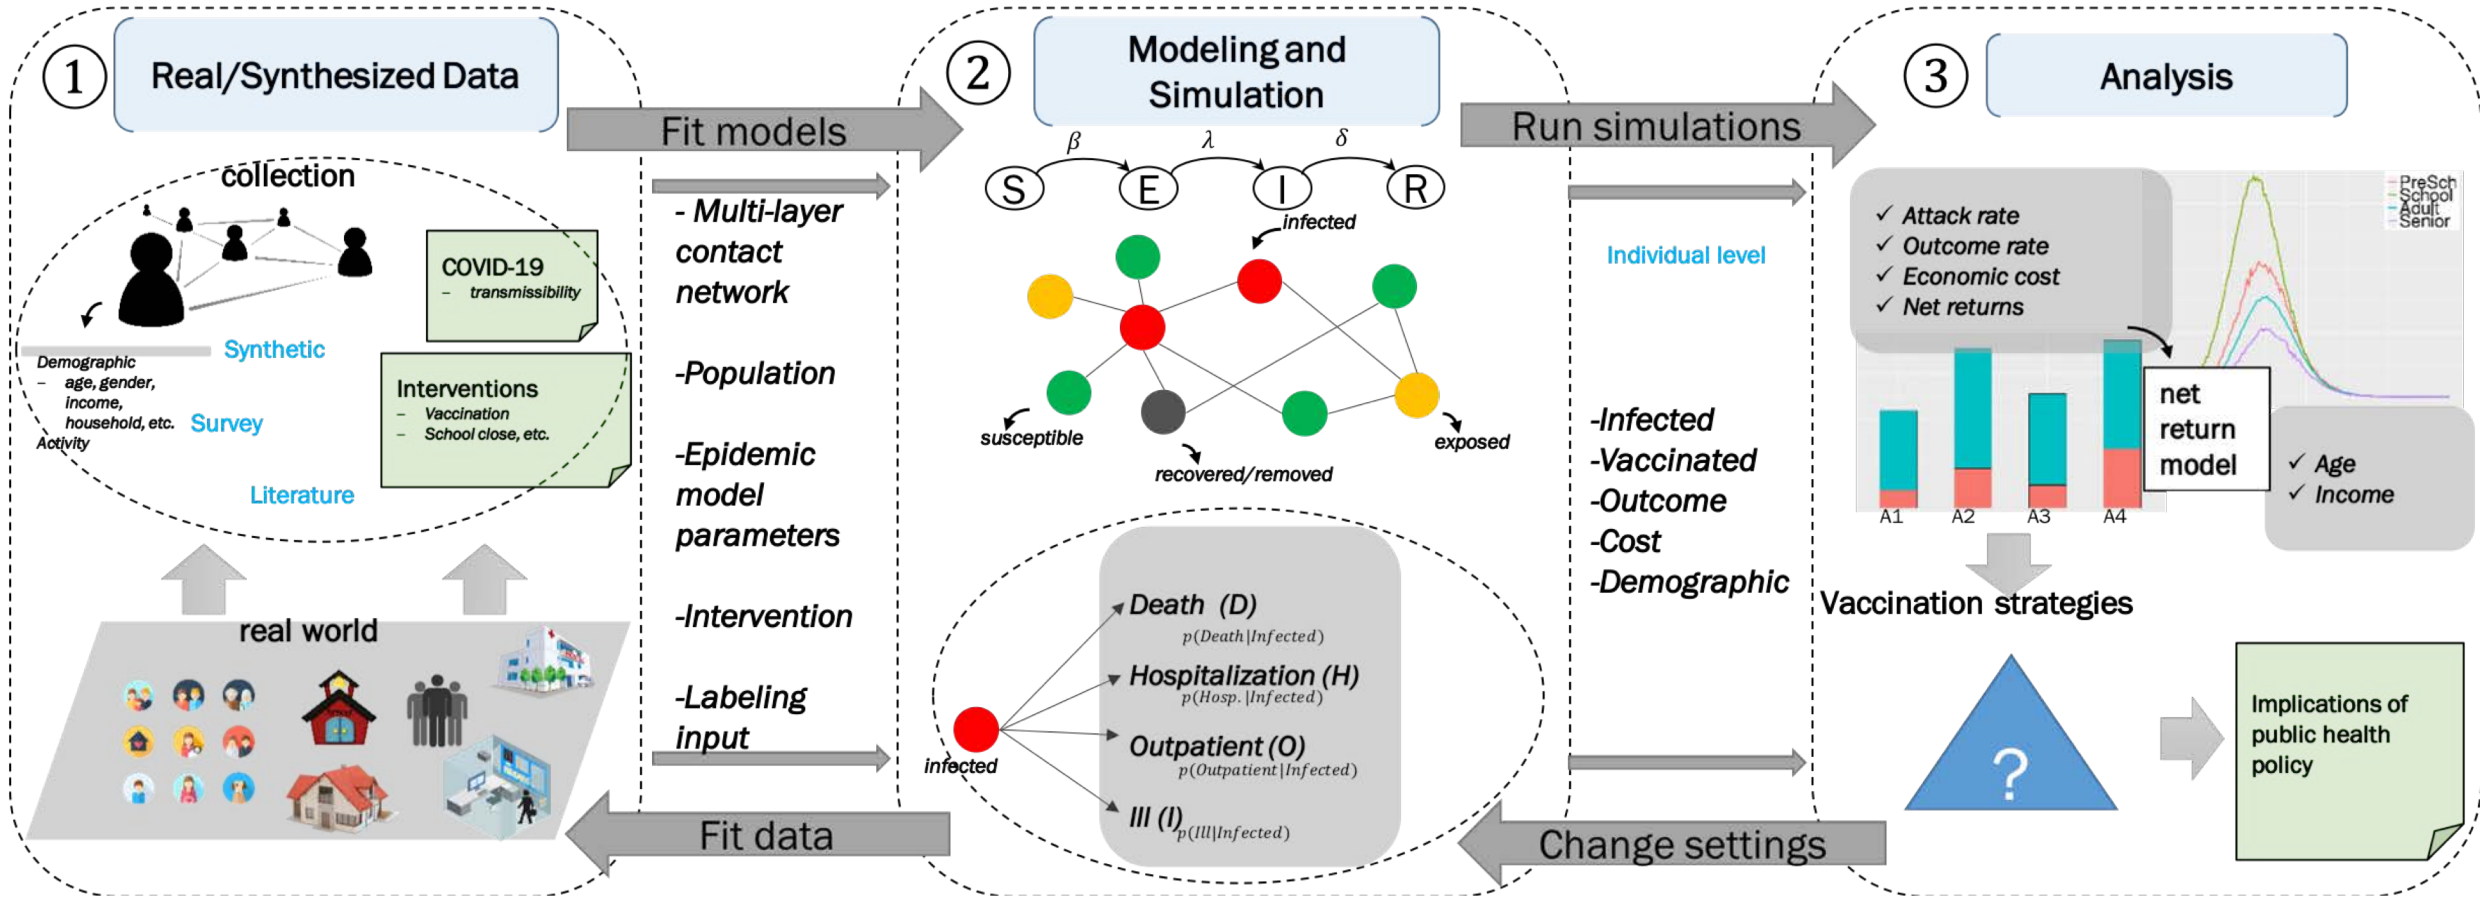 1
Real/Synthesized Data
collection
COVID-19
– transmissibility
Synthetic
Demographic
– age, gender,
income,
household, etc.
Activity
Survey
Interventions
– Vaccination
– School close, etc.
Literature
real world
Fit models
- Multi-layer
contact
network
-Population
-Epidemic
model
parameters
-Intervention
-Labeling
input
Fit data
2
Modeling and
Simulation
β λ δ
S E I R
infected
susceptible
exposed
recovered/removed
infected
Death (D)
p(Death|Infected)
Hospitalization (H)
p(Hosp.|Infected)
Outpatient (O)
p(Outpatient|Infected)
Ill (I)
p(Ill|Infected)
Run simulations
Individual level
-Infected
-Vaccinated
-Outcome
-Cost
-Demographic
Change settings
3
Analysis
✓ Attack rate
✓ Outcome rate
✓ Economic cost
✓ Net returns
PreSch
School
Adult
Senior
net
return
model
✓ Age
✓ Income
A1 A2 A3 A4
Vaccination strategies
?
Implications of
public health
policy